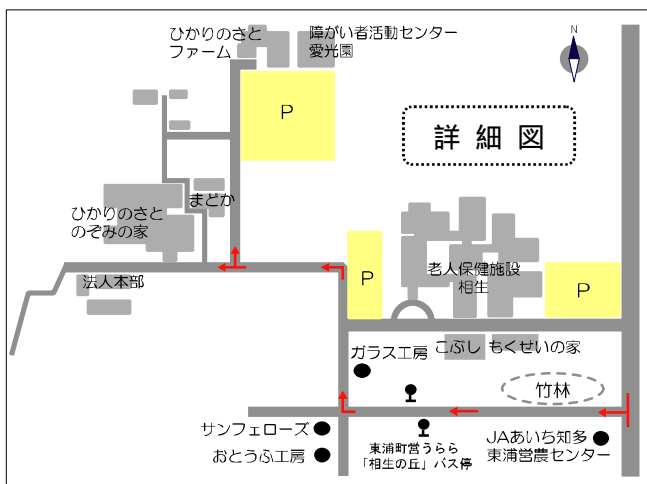 ひかりのさと
ファーム
障がい者活動センター
愛光園
N
P
詳細図
まどか
ひかりのさと
のぞみの家
法人本部
P
老人保健施設
相生
P
こぶし
もくせいの家
ガラス工房
竹林
サンフェローズ
おとうふ工房
東浦町営うらら
「相生の丘」バス停
JAあいち知多
東浦営農センター